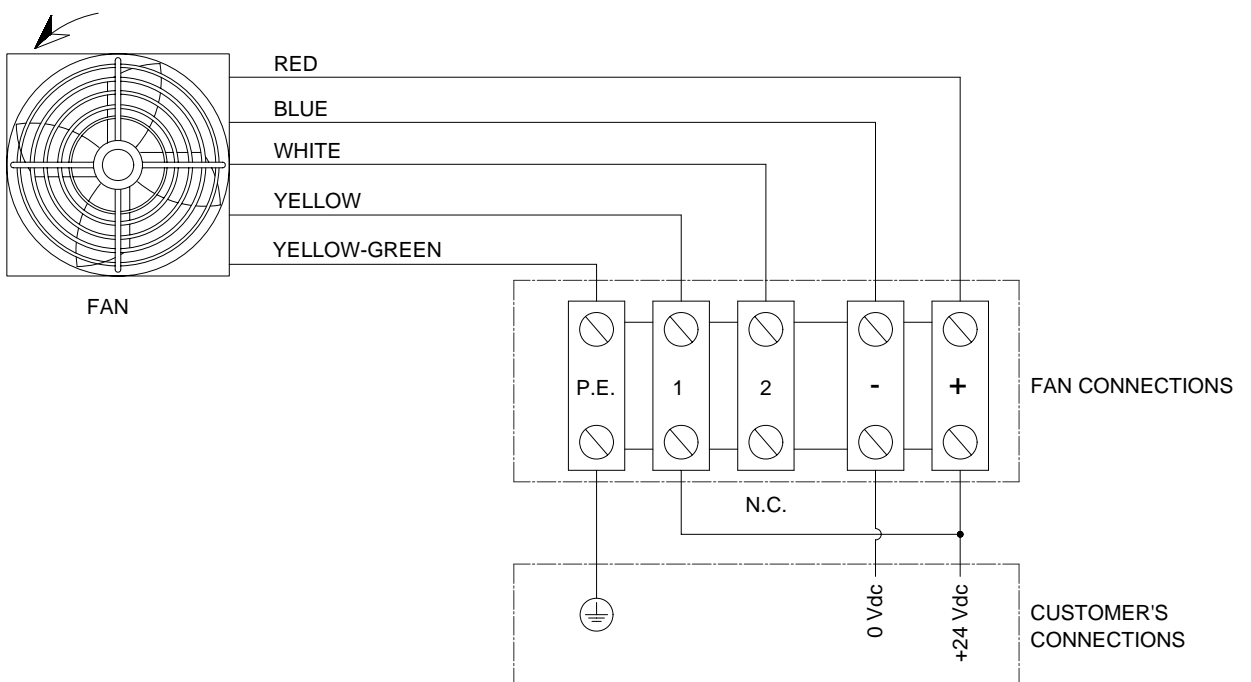 RED
BLUE
WHITE
YELLOW
YELLOW-GREEN
FAN
P.E.
1
2
-
+
FAN CONNECTIONS
N.C.
0 Vdc
+24 Vdc
CUSTOMER'S
CONNECTIONS